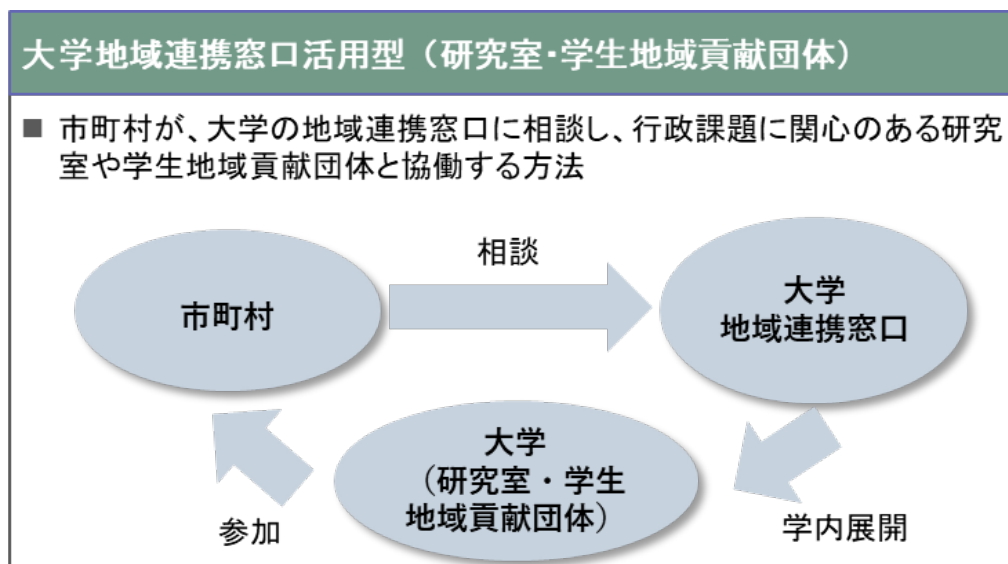 大学地域連携窓口活用型（研究室・学生地域貢献団体）
■ 市町村が、大学の地域連携窓口に相談し、行政課題に関心のある研究
室や学生地域貢献団体と協働する方法
相談
市町村
大学
地域連携窓口
大学
（研究室・学生
地域貢献団体）
参加
学内展開